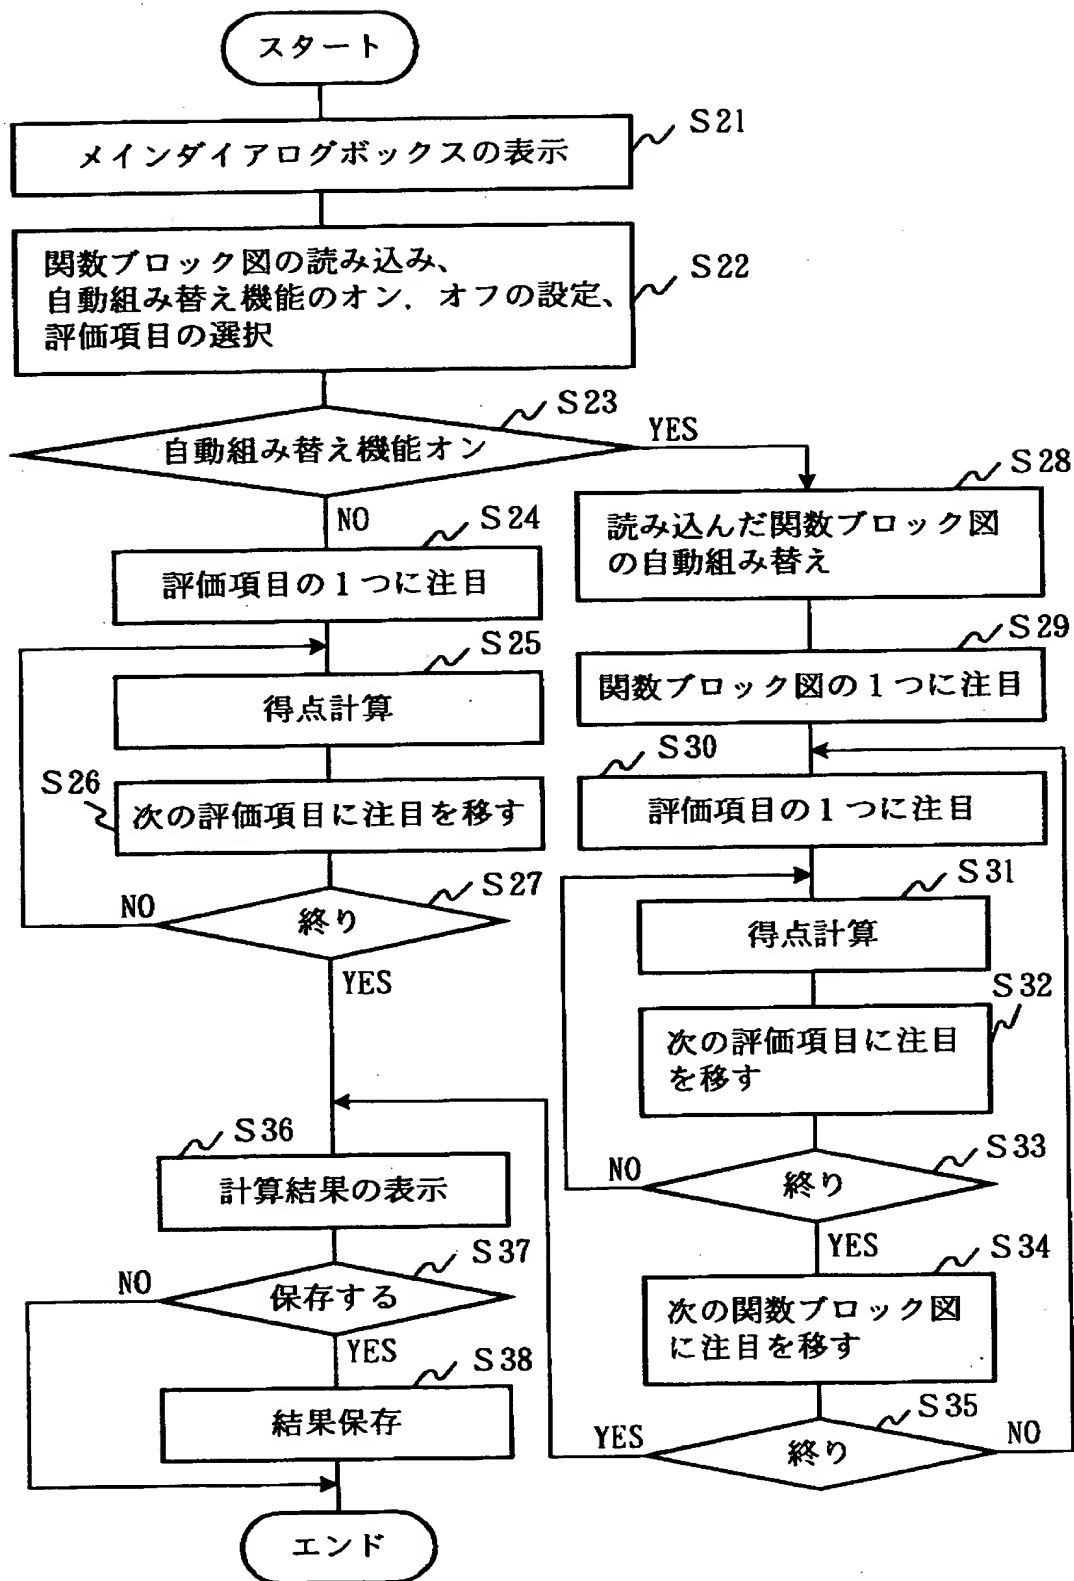 スタート
S21
メインダイアログボックスの表示
S22
関数ブロック図の読み込み、
自動組み替え機能のオン．オフの設定、
評価項目の選択
S23
自動組み替え機能オン
YES
NO
S24
評価項目の1つに注目
S25
得点計算
S26
次の評価項目に注目を移す
S27
終り
NO
YES
S28
読み込んだ関数ブロック図
の自動組み替え
S29
関数ブロック図の1つに注目
S30
評価項目の1つに注目
S31
得点計算
S32
次の評価項目に注目
を移す
S33
終り
NO
YES
S34
次の関数ブロック図
に注目を移す
S35
終り
YES
NO
S36
計算結果の表示
S37
保存する
NO
YES
S38
結果保存
エンド